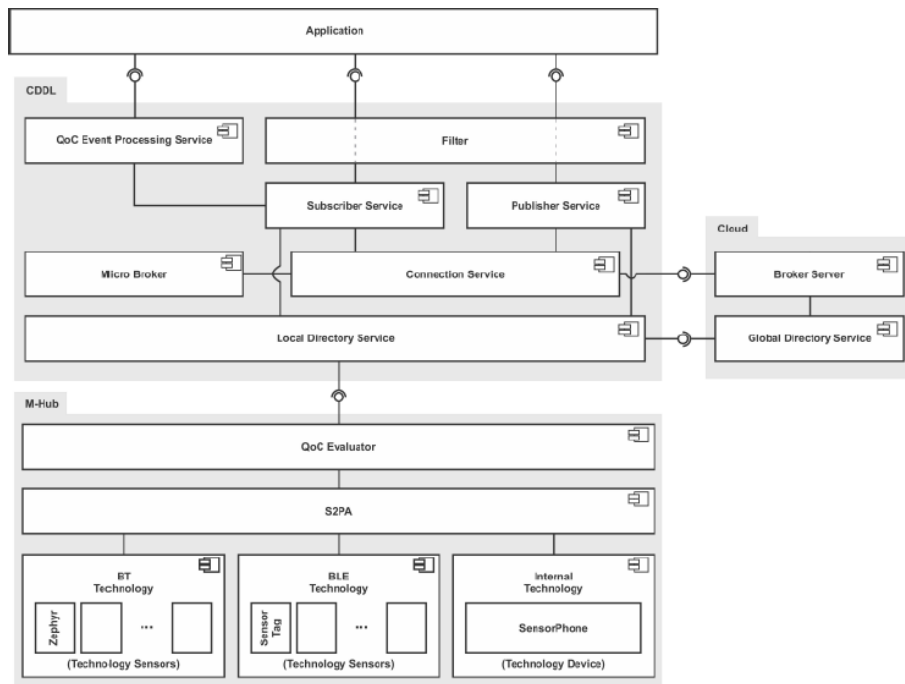 Application
CDDL
QoC Event Processing Service
Filter
Subscriber Service
Publisher Service
Cloud
Micro Broker
Connection Service
Broker Server
Local Directory Service
Global Directory Service
M-Hub
QoC Evaluator
S2PA
BT
Technology
BLE
Technology
Internal
Technology
Zephyr
...
Sensor
Tag
...
SensorPhone
(Technology Sensors)
(Technology Sensors)
(Technology Device)